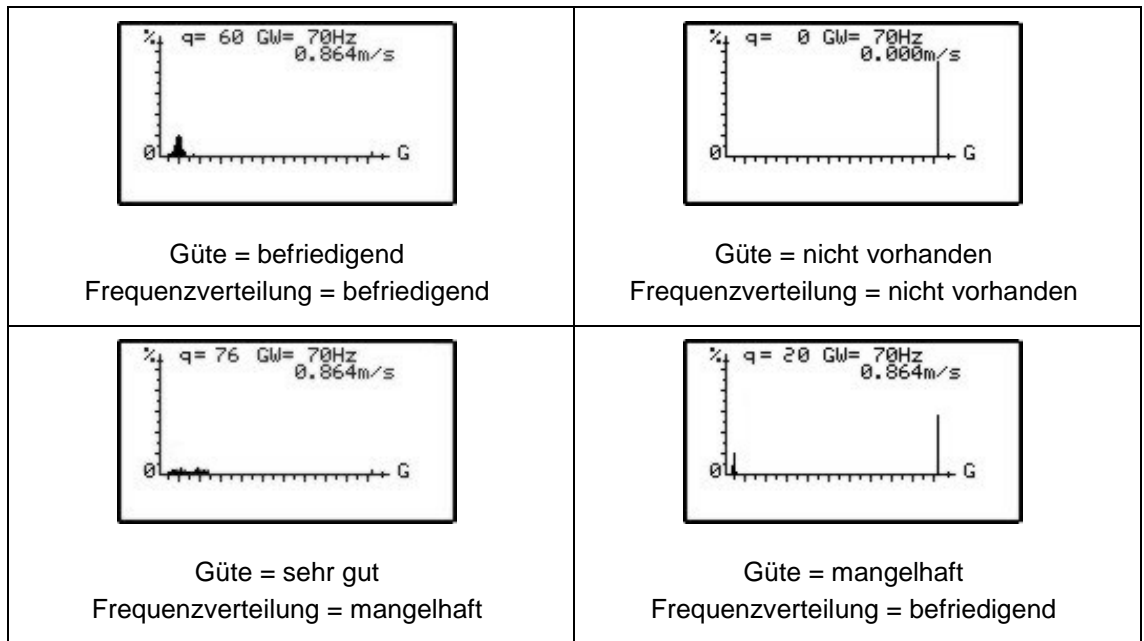 % q= 60 GW= 70Hz
0.864m/s
0 G
Güte = befriedigend
Frequenzverteilung = befriedigend
% q= 0 GW= 70Hz
0.000m/s
0 G
Güte = nicht vorhanden
Frequenzverteilung = nicht vorhanden
% q= 76 GW= 70Hz
0.864m/s
0 G
Güte = sehr gut
Frequenzverteilung = mangelhaft
% q= 20 GW= 70Hz
0.864m/s
0 G
Güte = mangelhaft
Frequenzverteilung = befriedigend